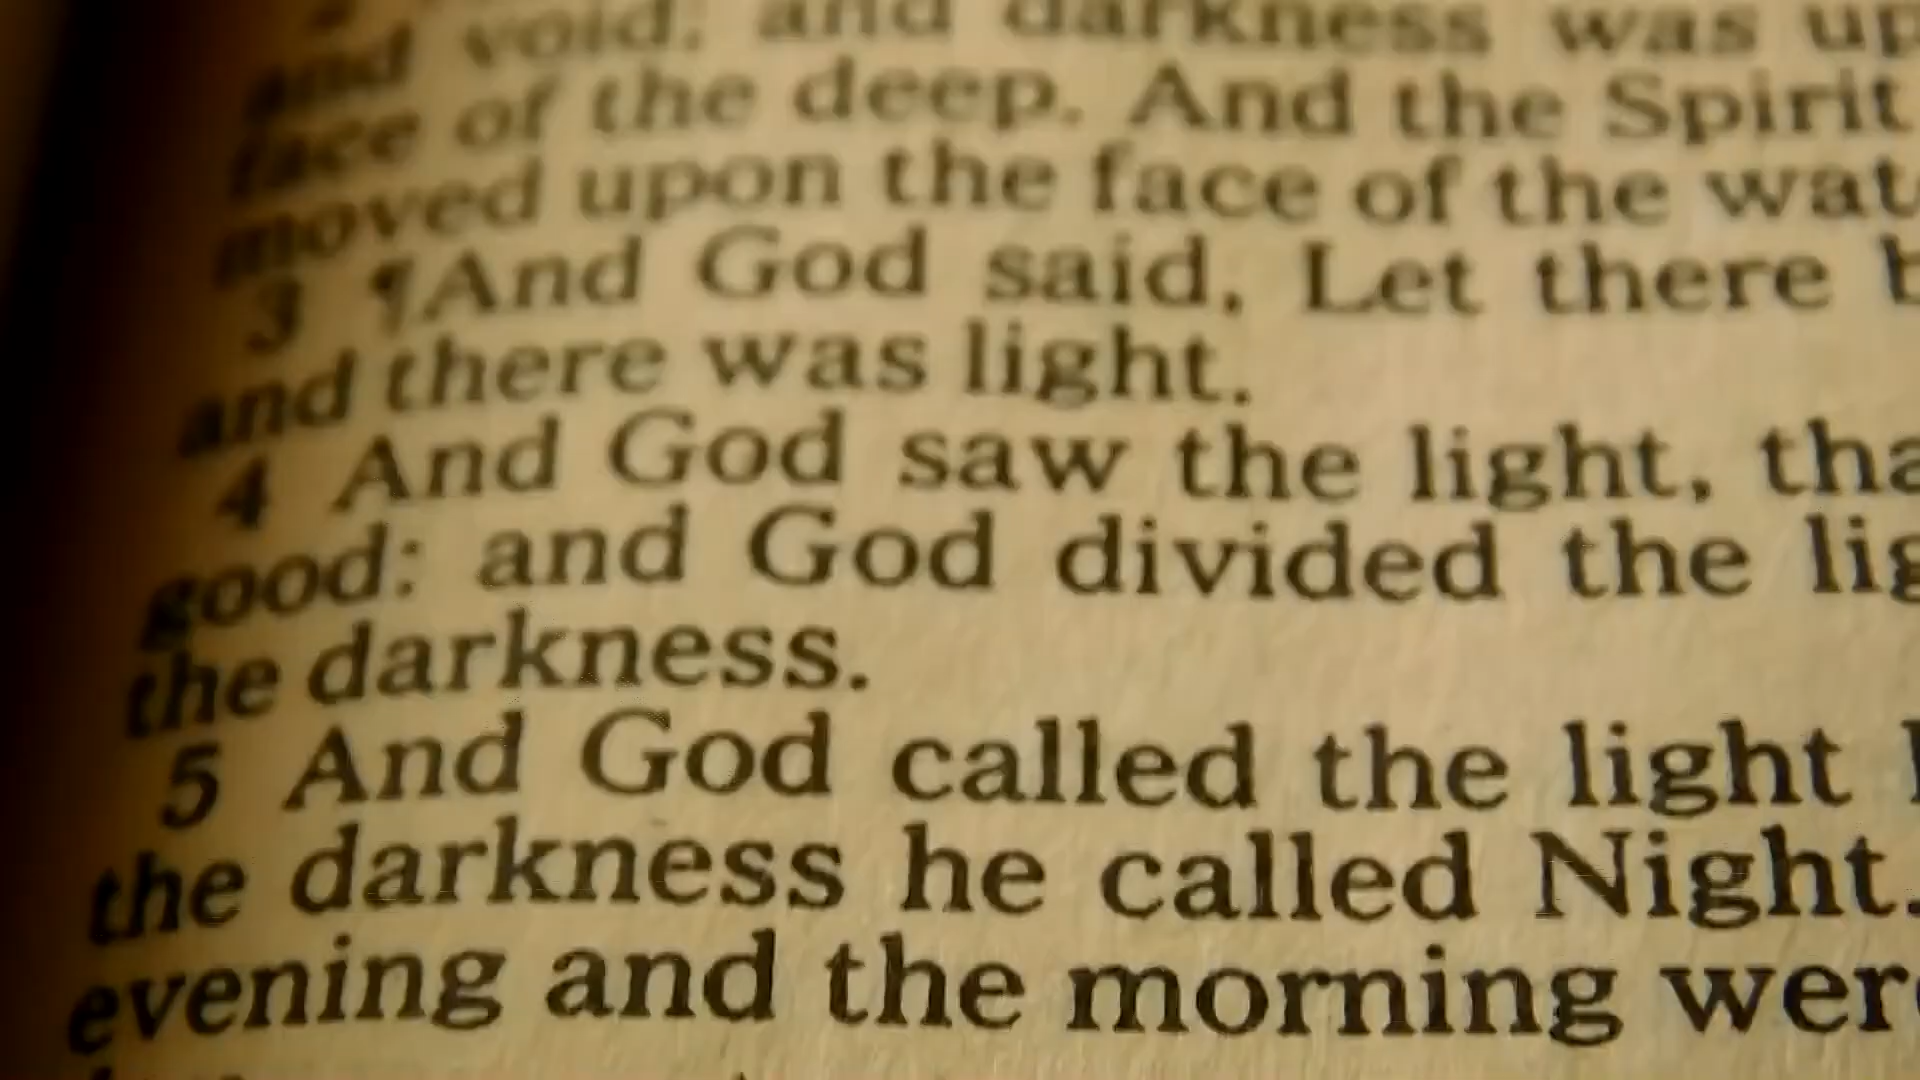 and void; and darkness was up
face of the deep. And the Spirit
moved upon the face of the wat
3 ¶And God said, Let there b
and there was light.
4 And God saw the light, tha
good: and God divided the lig
the darkness.
5 And God called the light
the darkness he called Night.
evening and the morning wer